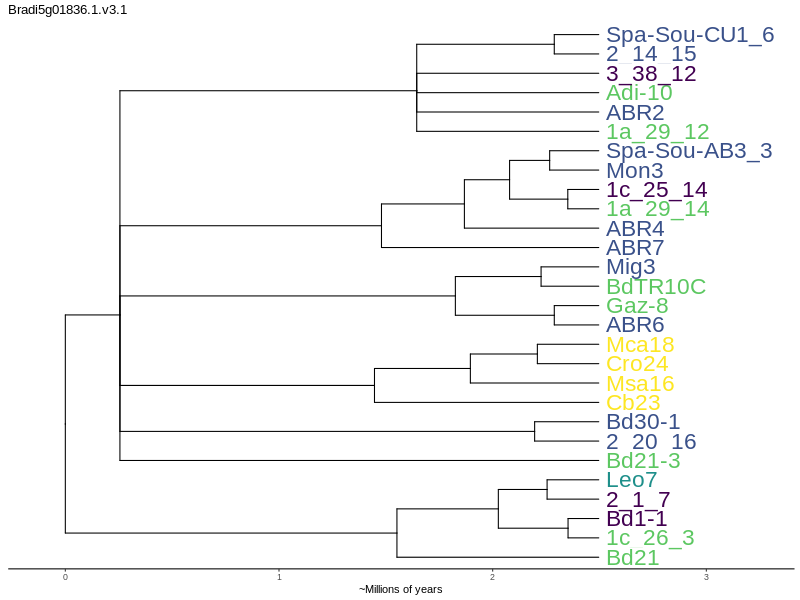 Bradi5g01836.1.v3.1
Spa-Sou-CU1_6
2_14_15
3_38_12
Adi-10
ABR2
1a_29_12
Spa-Sou-AB3_3
Mon3
1c_25_14
1a_29_14
ABR4
ABR7
Mig3
BdTR10C
Gaz-8
ABR6
Mca18
Cro24
Msa16
Cb23
Bd30-1
2_20_16
Bd21-3
Leo7
2_1_7
Bd1-1
1c_26_3
Bd21
0 1 2 3
~Millions of years